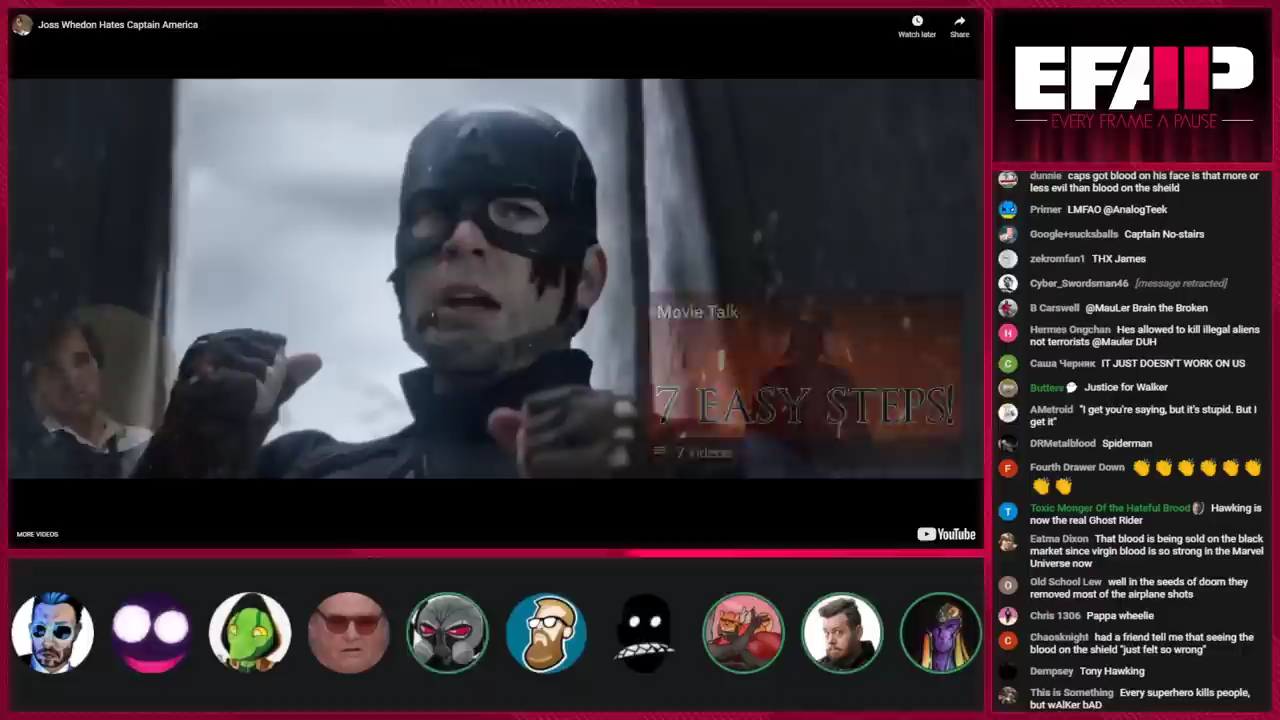 Joss Whedon Hates Captain America
Watch later
Share
Movie Talk
7 EASY STEPS!
7 videos
MORE VIDEOS
YouTube
EFAP
EVERY FRAME A PAUSE
dunnie caps got blood on his face is that more or
less evil than blood on the sheild
Primer LMFAO @AnalogTeek
Google+sucksballs Captain No-stairs
zekromfan1 THX James
Cyber_Swordsman46 [message retracted]
B Carswell @MauLer Brain the Broken
Hermes Ongchan Hes allowed to kill illegal aliens
not terrorists @Mauler DUH
Саша Черняк IT JUST DOESN'T WORK ON US
Butters Justice for Walker
AMetroid "I get you're saying, but it's stupid. But I
get it"
DRMetalblood Spiderman
Fourth Drawer Down 👏👏👏👏👏👏
👏👏
Toxic Monger Of the Hateful Brood Hawking is
now the real Ghost Rider
Eatma Dixon That blood is being sold on the black
market since virgin blood is so strong in the Marvel
Universe now
Old School Lew well in the seeds of doom they
removed most of the airplane shots
Chris 1306 Pappa wheelie
Chaosknight had a friend tell me that seeing the
blood on the shield "just felt so wrong"
Dempsey Tony Hawking
This is Something Every superhero kills people,
but wAlKer bAD